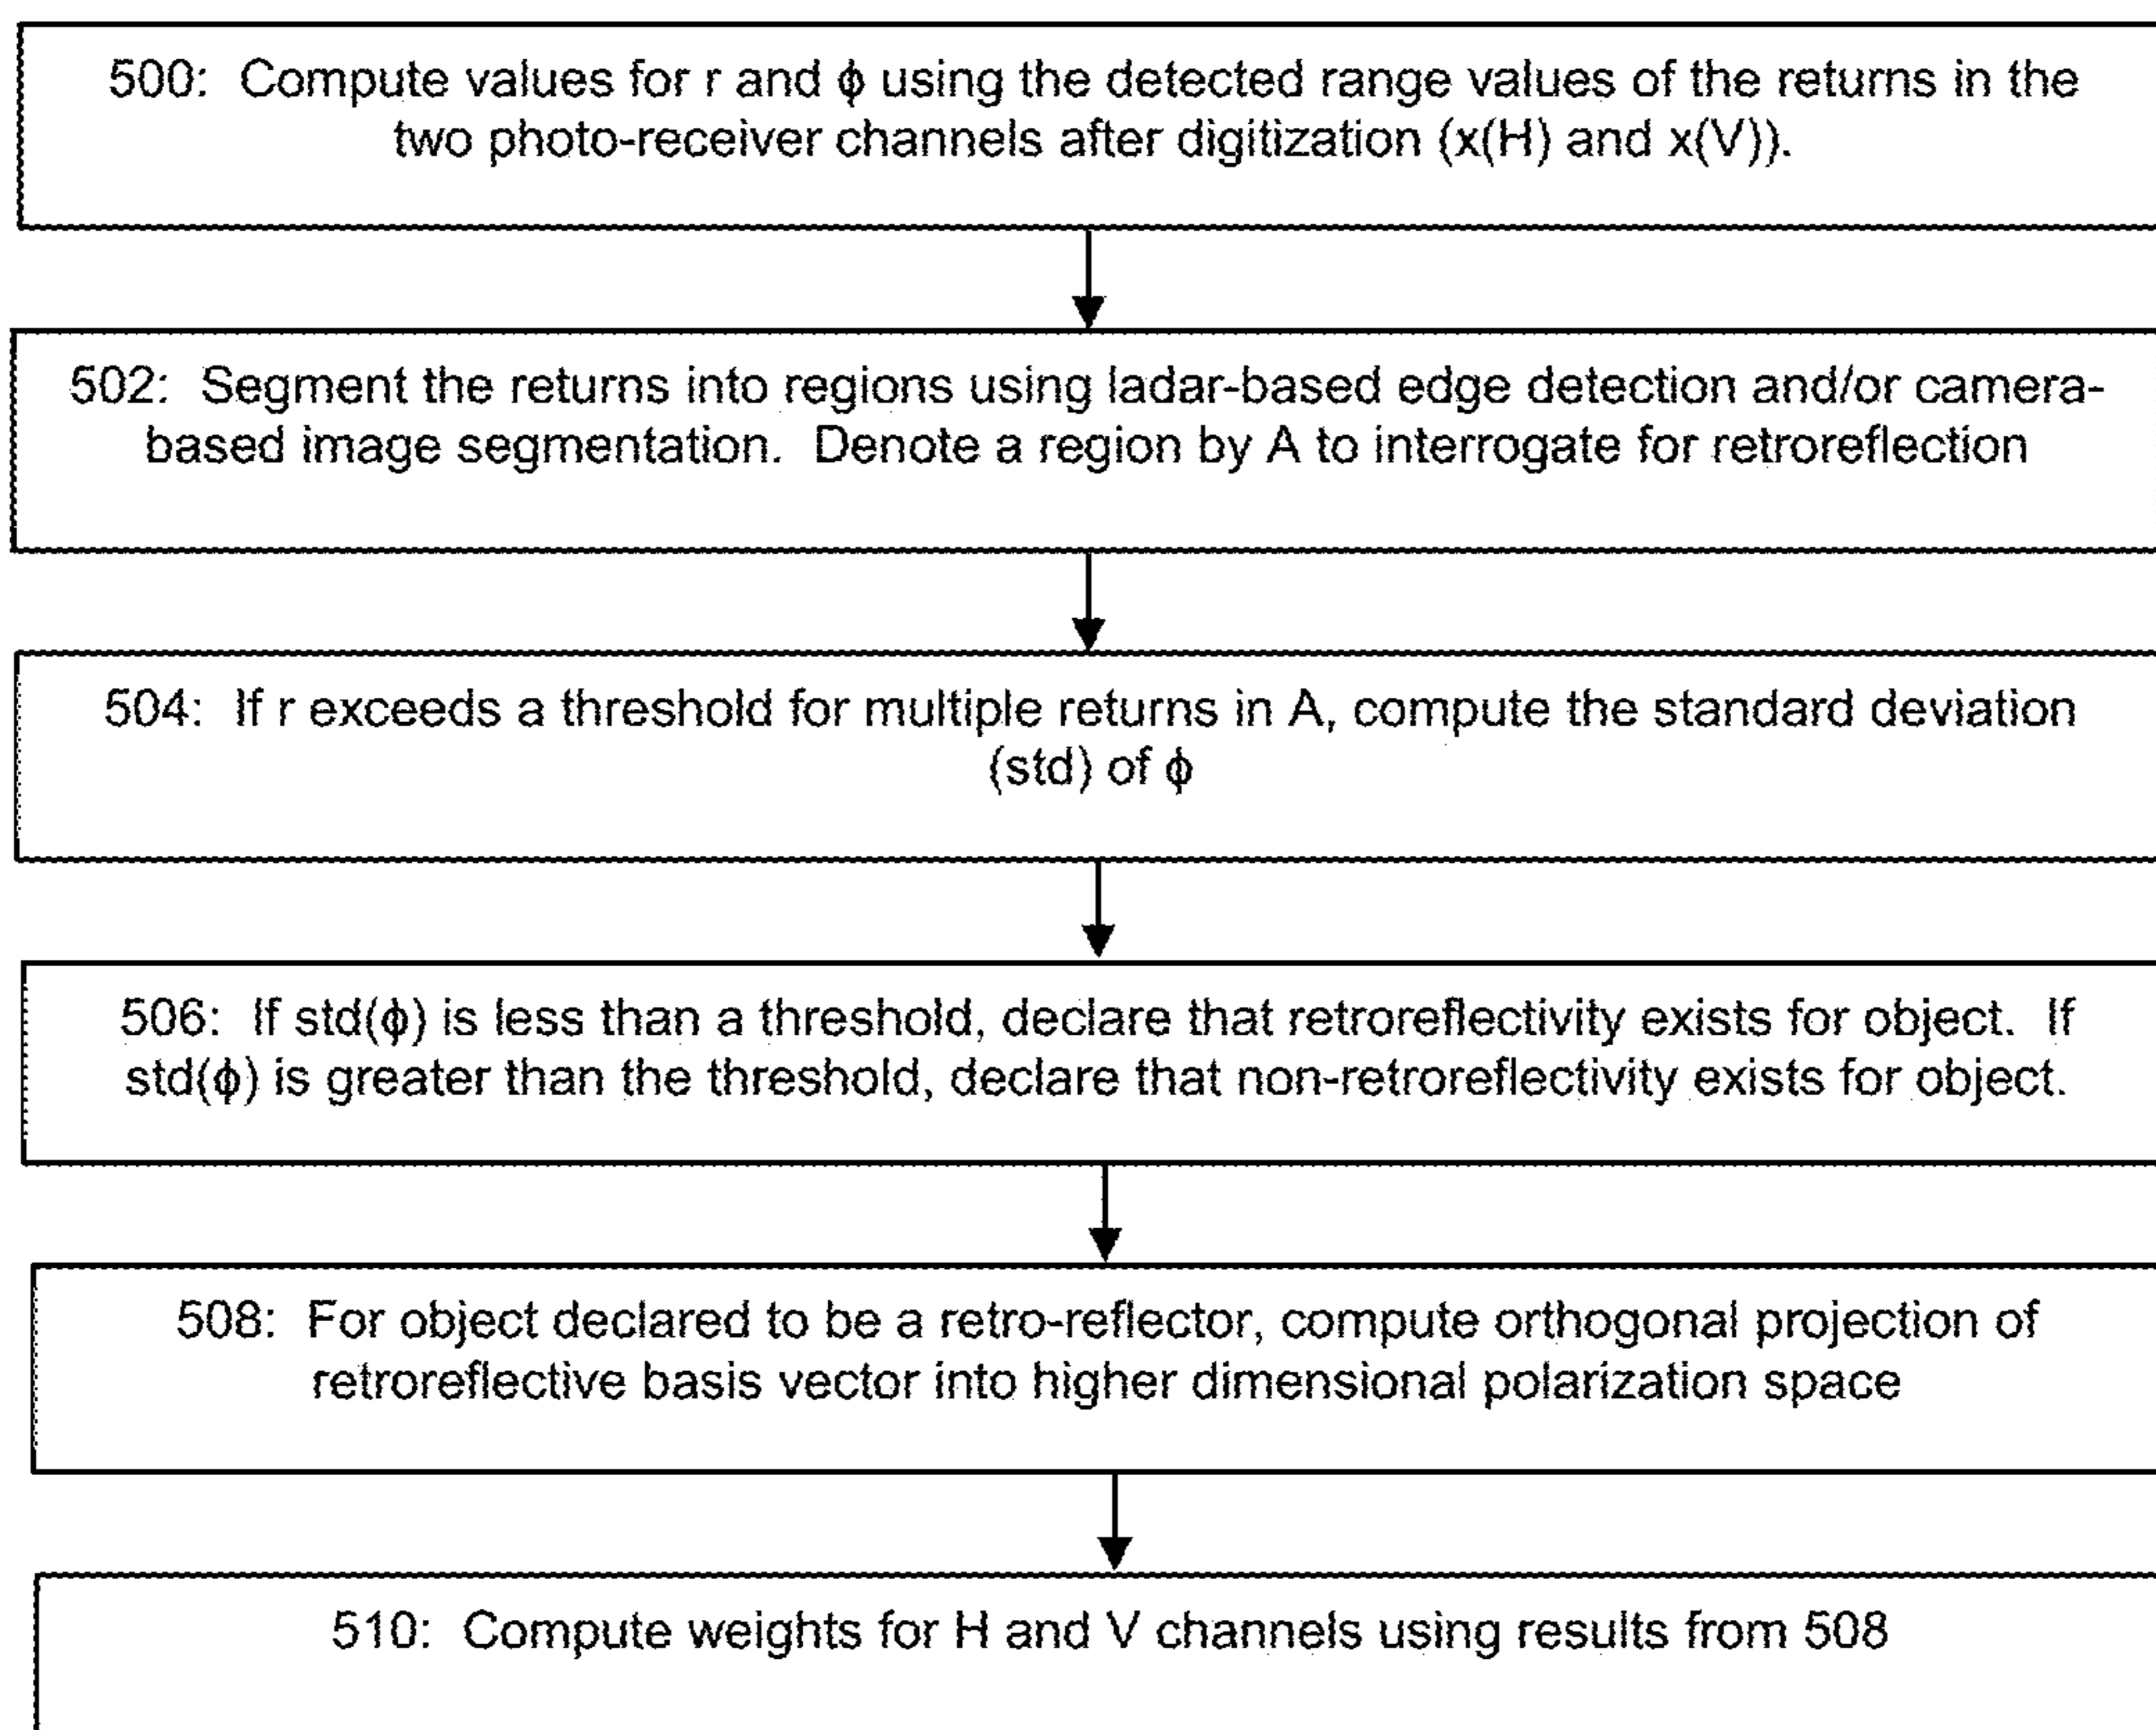 500: Compute values for r and ϕ using the detected range values of the returns in the
two photo-receiver channels after digitization (x(H) and x(V)).
502: Segment the returns into regions using ladar-based edge detection and/or camera-
based image segmentation. Denote a region by A to interrogate for retroreflection
504: If r exceeds a threshold for multiple returns in A, compute the standard deviation
(std) of ϕ
506: If std(ϕ) is less than a threshold, declare that retroreflectivity exists for object. If
std(ϕ) is greater than the threshold, declare that non-retroreflectivity exists for object.
508: For object declared to be a retro-reflector, compute orthogonal projection of
retroreflective basis vector into higher dimensional polarization space
510: Compute weights for H and V channels using results from 508